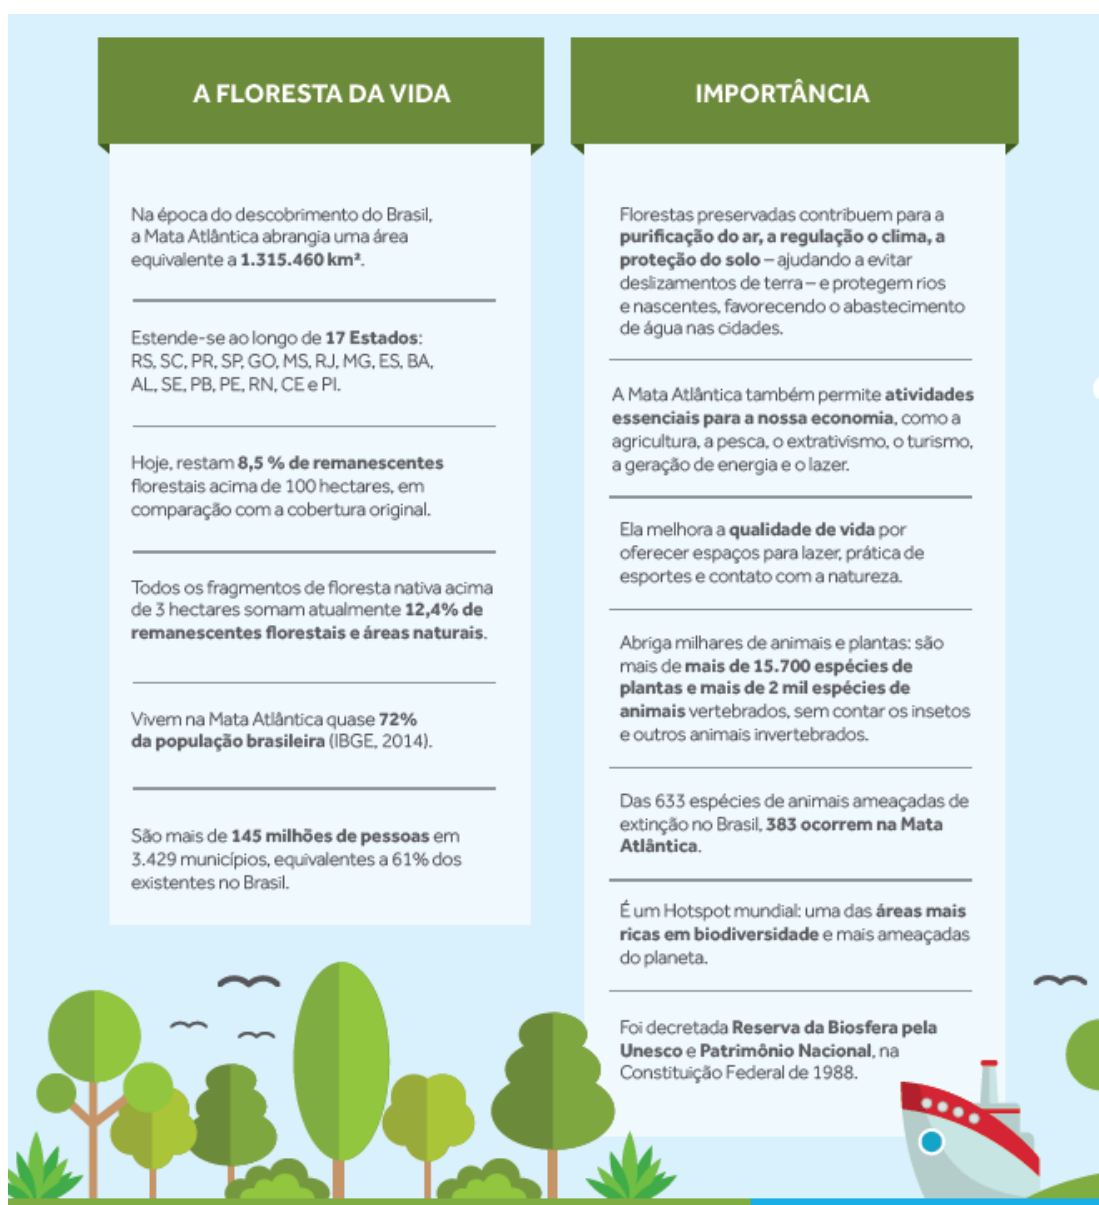 A FLORESTA DA VIDA
Na época do descobrimento do Brasil,
a Mata Atlântica abrangia uma área
equivalente a 1.315.460 km².
Estende-se ao longo de 17 Estados:
RS, SC, PR, SP, GO, MS, RJ, MG, ES, BA,
AL, SE, PB, PE, RN, CE e PI.
Hoje, restam 8,5 % de remanescentes
florestais acima de 100 hectares, em
comparação com a cobertura original.
Todos os fragmentos de floresta nativa acima
de 3 hectares somam atualmente 12,4% de
remanescentes florestais e áreas naturais.
Vivem na Mata Atlântica quase 72%
da população brasileira (IBGE, 2014).
São mais de 145 milhões de pessoas em
3.429 municípios, equivalentes a 61% dos
existentes no Brasil.
IMPORTÂNCIA
Florestas preservadas contribuem para a
purificação do ar, a regulação o clima, a
proteção do solo – ajudando a evitar
deslizamentos de terra – e protegem rios
e nascentes, favorecendo o abastecimento
de água nas cidades.
A Mata Atlântica também permite atividades
essenciais para a nossa economia, como a
agricultura, a pesca, o extrativismo, o turismo,
a geração de energia e o lazer.
Ela melhora a qualidade de vida por
oferecer espaços para lazer, prática de
esportes e contato com a natureza.
Abriga milhares de animais e plantas: são
mais de mais de 15.700 espécies de
plantas e mais de 2 mil espécies de
animais vertebrados, sem contar os insetos
e outros animais invertebrados.
Das 633 espécies de animais ameaçadas de
extinção no Brasil, 383 ocorrem na Mata
Atlântica.
É um Hotspot mundial: uma das áreas mais
ricas em biodiversidade e mais ameaçadas
do planeta.
Foi decretada Reserva da Biosfera pela
Unesco e Patrimônio Nacional, na
Constituição Federal de 1988.